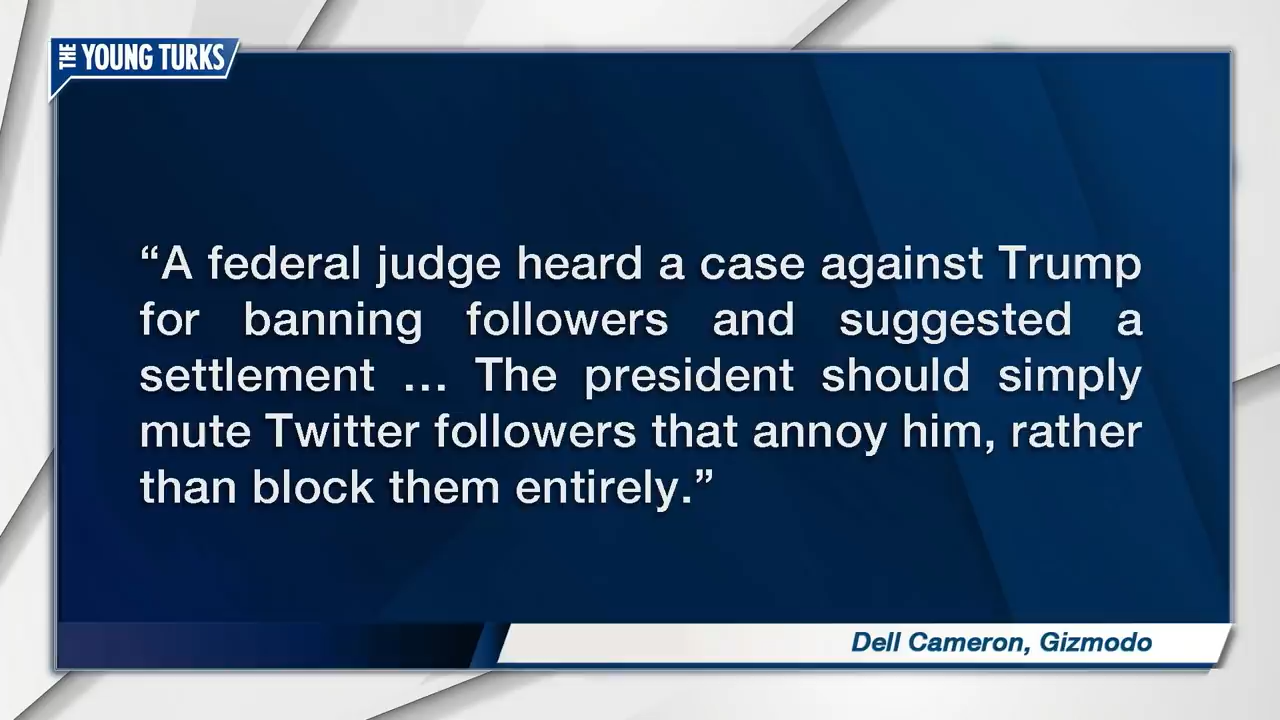 THE YOUNG TURKS
“A federal judge heard a case against Trump
for banning followers and suggested a
settlement ... The president should simply
mute Twitter followers that annoy him, rather
than block them entirely.”
Dell Cameron, Gizmodo